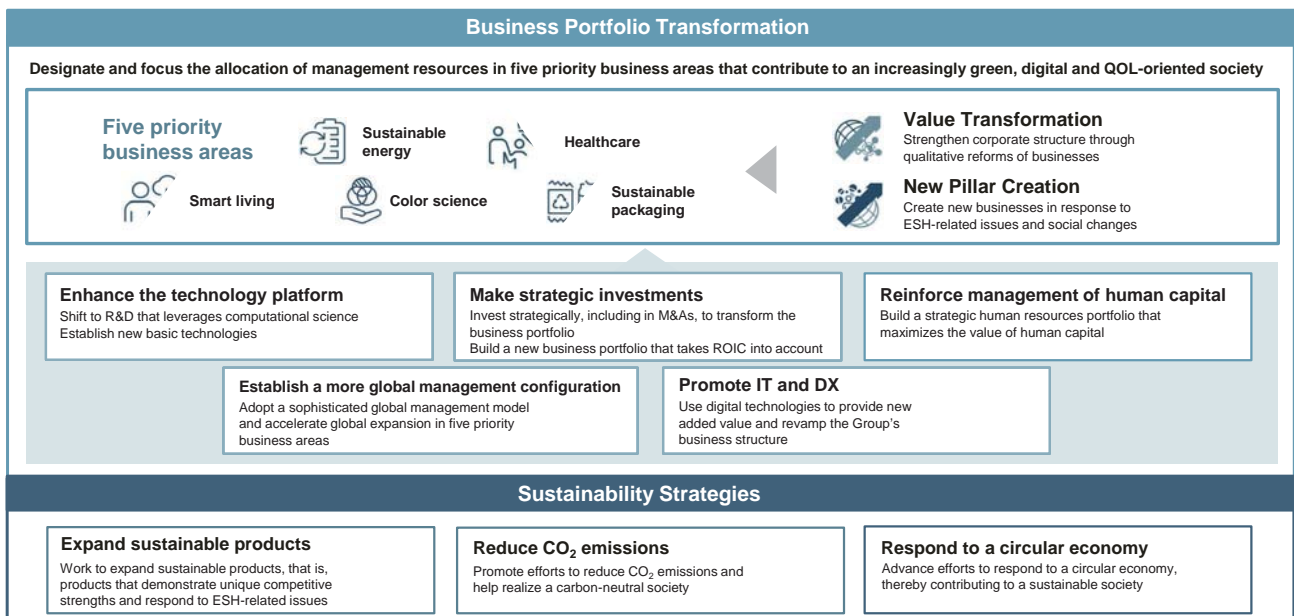 Business Portfolio Transformation
Designate and focus the allocation of management resources in five priority business areas that contribute to an increasingly green, digital and QOL-oriented society
Five priority
business areas
Sustainable
energy
Healthcare
Smart living
Color science
Sustainable
packaging
Value Transformation
Strengthen corporate structure through
qualitative reforms of businesses
New Pillar Creation
Create new businesses in response to
ESH-related issues and social changes
Enhance the technology platform
Shift to R&D that leverages computational science
Establish new basic technologies
Make strategic investments
Invest strategically, including in M&As, to transform the
business portfolio
Build a new business portfolio that takes ROIC into account
Reinforce management of human capital
Build a strategic human resources portfolio that
maximizes the value of human capital
Establish a more global management configuration
Adopt a sophisticated global management model
and accelerate global expansion in five priority
business areas
Promote IT and DX
Use digital technologies to provide new
added value and revamp the Group's
business structure
Sustainability Strategies
Expand sustainable products
Work to expand sustainable products, that is,
products that demonstrate unique competitive
strengths and respond to ESH-related issues
Reduce CO₂ emissions
Promote efforts to reduce CO₂ emissions and
help realize a carbon-neutral society
Respond to a circular economy
Advance efforts to respond to a circular economy,
thereby contributing to a sustainable society